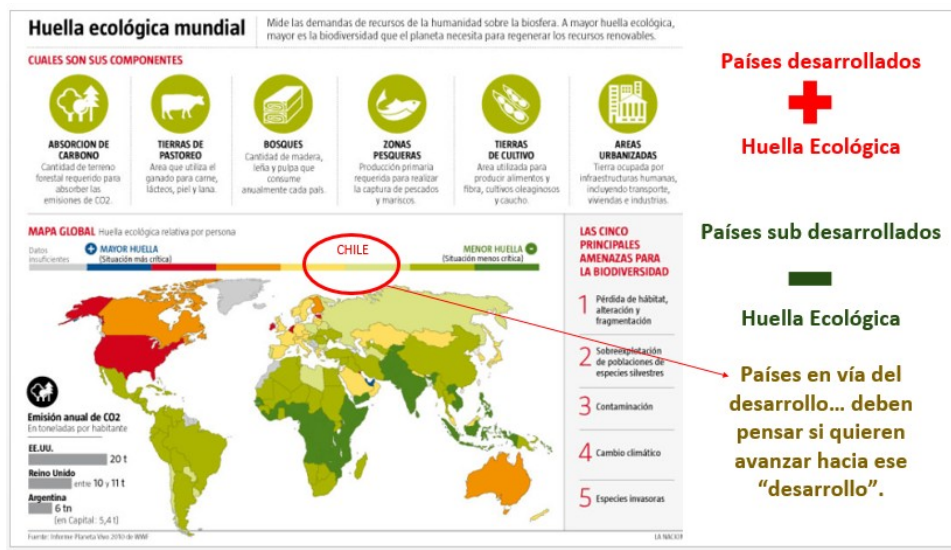 Huella ecológica mundial
Mide las demandas de recursos de la humanidad sobre la biosfera. A mayor huella ecológica,
mayor es la biodiversidad que el planeta necesita para regenerar los recursos renovables.
CUALES SON SUS COMPONENTES
ABSORCION DE
CARBONO
Cantidad de terreno
forestal requerido para
absorber las
emisiones de CO2.
TIERRAS DE
PASTOREO
Area que utiliza el
ganado para carne,
lácteos, piel y lana.
BOSQUES
Cantidad de madera,
leña y pulpa que
consume
anualmente cada país.
ZONAS
PESQUERAS
Producción primaria
requerida para realizar
la captura de pescados
y mariscos.
TIERRAS
DE CULTIVO
Area utilizada para
producir alimentos y
fibra, cultivos oleaginosos
y caucho.
AREAS
URBANIZADAS
Tierra ocupada por
infraestructuras humanas,
incluyendo transporte,
viviendas e industrias.
MAPA GLOBAL Huella ecológica relativa por persona
Datos
insuficientes
MAYOR HUELLA
(Situación más crítica)
CHILE
MENOR HUELLA
(Situación menos crítica)
Emisión anual de CO2
En toneladas por habitante
EE.UU.
20 t
Reino Unido
entre 10 y 11 t
Argentina
6 tn
(en Capital: 5,4 t)
Fuente: Informe Planeta Vivo 2010 de WWF
LA NACION
LAS CINCO
PRINCIPALES
AMENAZAS PARA
LA BIODIVERSIDAD
1 Pérdida de hábitat,
alteración y
fragmentación
2 Sobreexplotación
de poblaciones de
especies silvestres
3 Contaminación
4 Cambio climático
5 Especies invasoras
Países desarrollados
Huella Ecológica
Países sub desarrollados
Huella Ecológica
Países en vía del
desarrollo… deben
pensar si quieren
avanzar hacia ese
“desarrollo”.